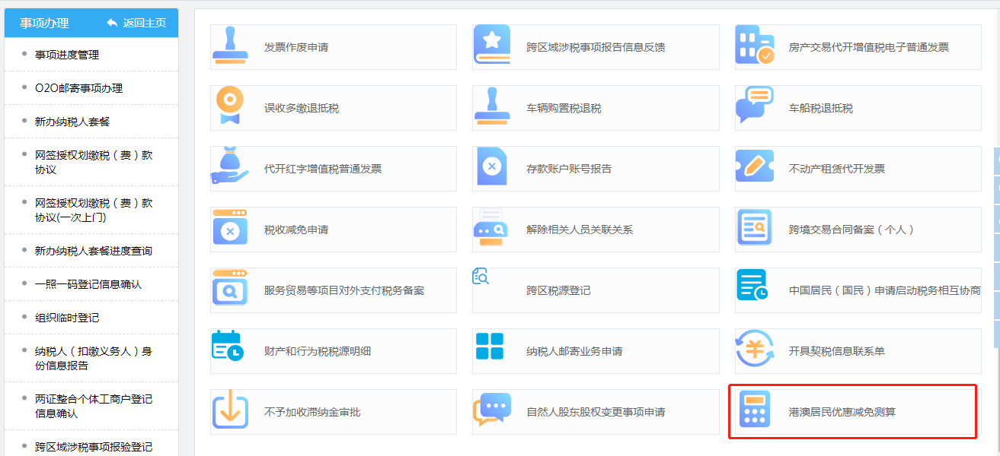 事项办理
返回主页
事项进度管理
O2O邮寄事项办理
新办纳税人套餐
网签授权划缴税（费）款
协议
网签授权划缴税（费）款
协议(一次上门)
新办纳税人套餐进度查询
一照一码登记信息确认
组织临时登记
纳税人（扣缴义务人）身
份信息报告
两证整合个体工商户登记
信息确认
跨区域涉税事项报验登记
发票作废申请
跨区域涉税事项报告信息反馈
房产交易代开增值税电子普通发票
误收多缴退抵税
车辆购置税退税
车船税退抵税
代开红字增值税普通发票
存款账户账号报告
不动产租赁代开发票
税收减免申请
解除相关人员关联关系
跨境交易合同备案（个人）
服务贸易等项目对外支付税务备案
跨区税源登记
中国居民（国民）申请启动税务相互协商
财产和行为税税源明细
纳税人邮寄业务申请
开具契税信息联系单
不予加收滞纳金审批
自然人股东股权变更事项申请
港澳居民优惠减免测算